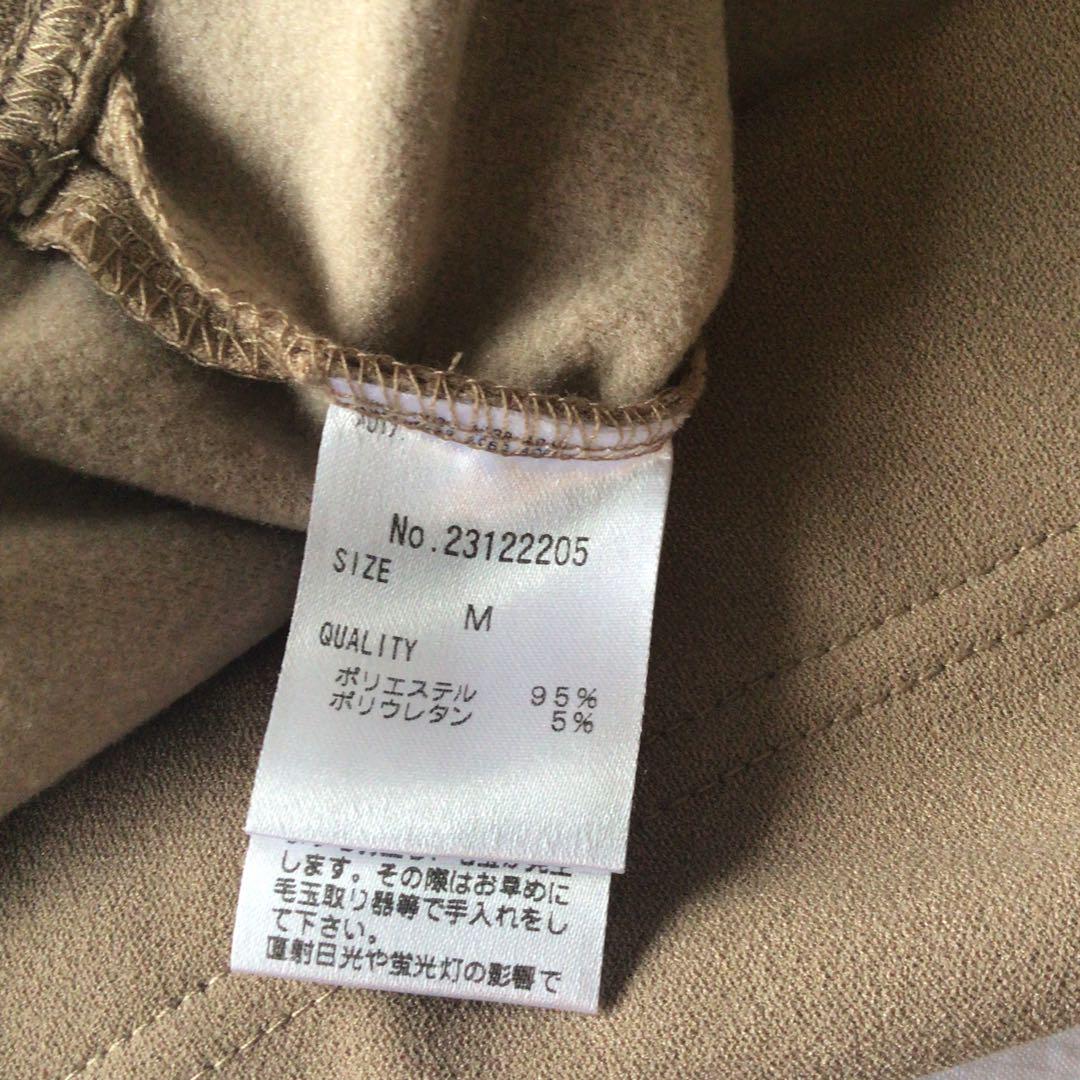 No.23122205
SIZE
M
QUALITY
ポリエステル 95%
ポリウレタン 5%
します。その際はお早めに
毛玉取り器等で手入れをし
て下さい。
直射日光や蛍光灯の影響で